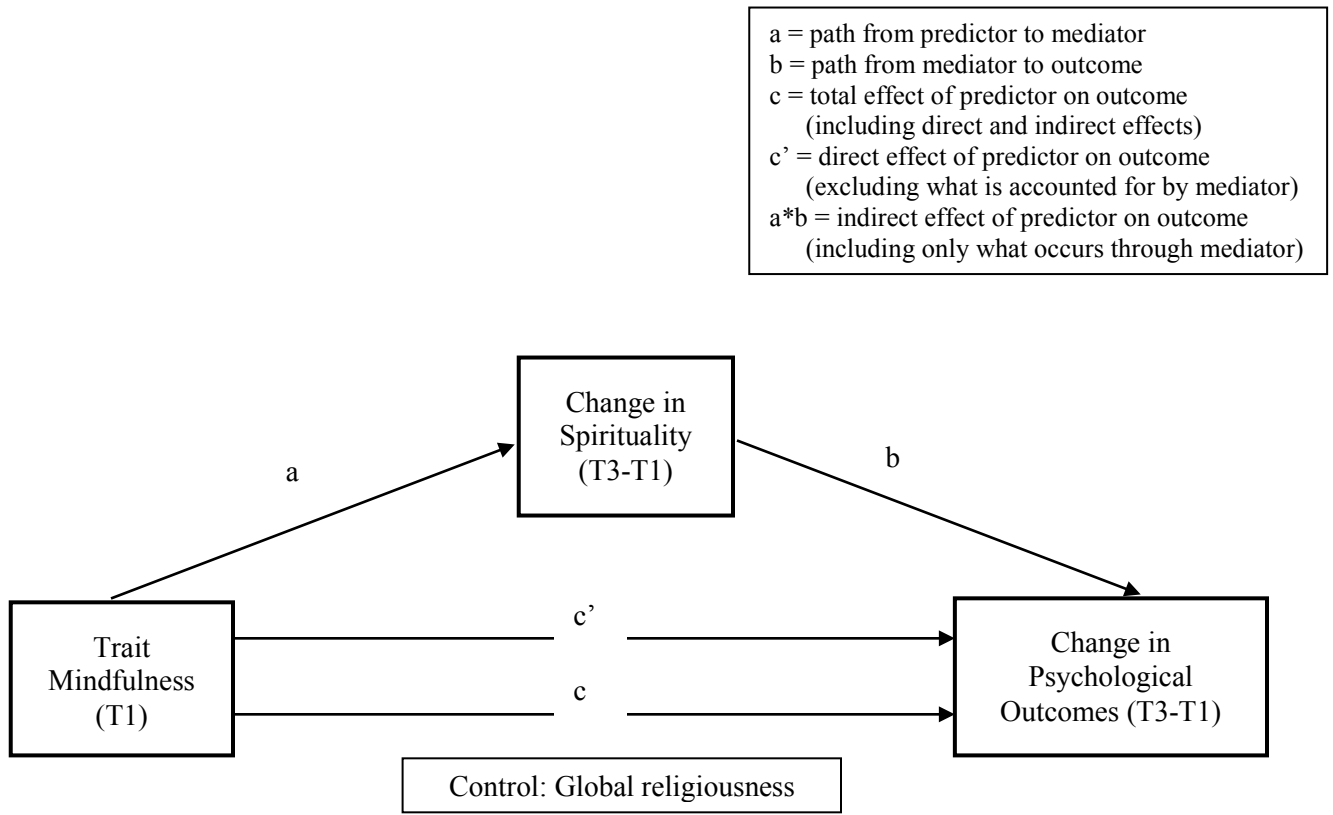 a = path from predictor to mediator
b = path from mediator to outcome
c = total effect of predictor on outcome
(including direct and indirect effects)
c’ = direct effect of predictor on outcome
(excluding what is accounted for by mediator)
a*b = indirect effect of predictor on outcome
(including only what occurs through mediator)
Change in
Spirituality
(T3-T1)
a
b
Trait
Mindfulness
(T1)
c’
c
Change in
Psychological
Outcomes (T3-T1)
Control: Global religiousness